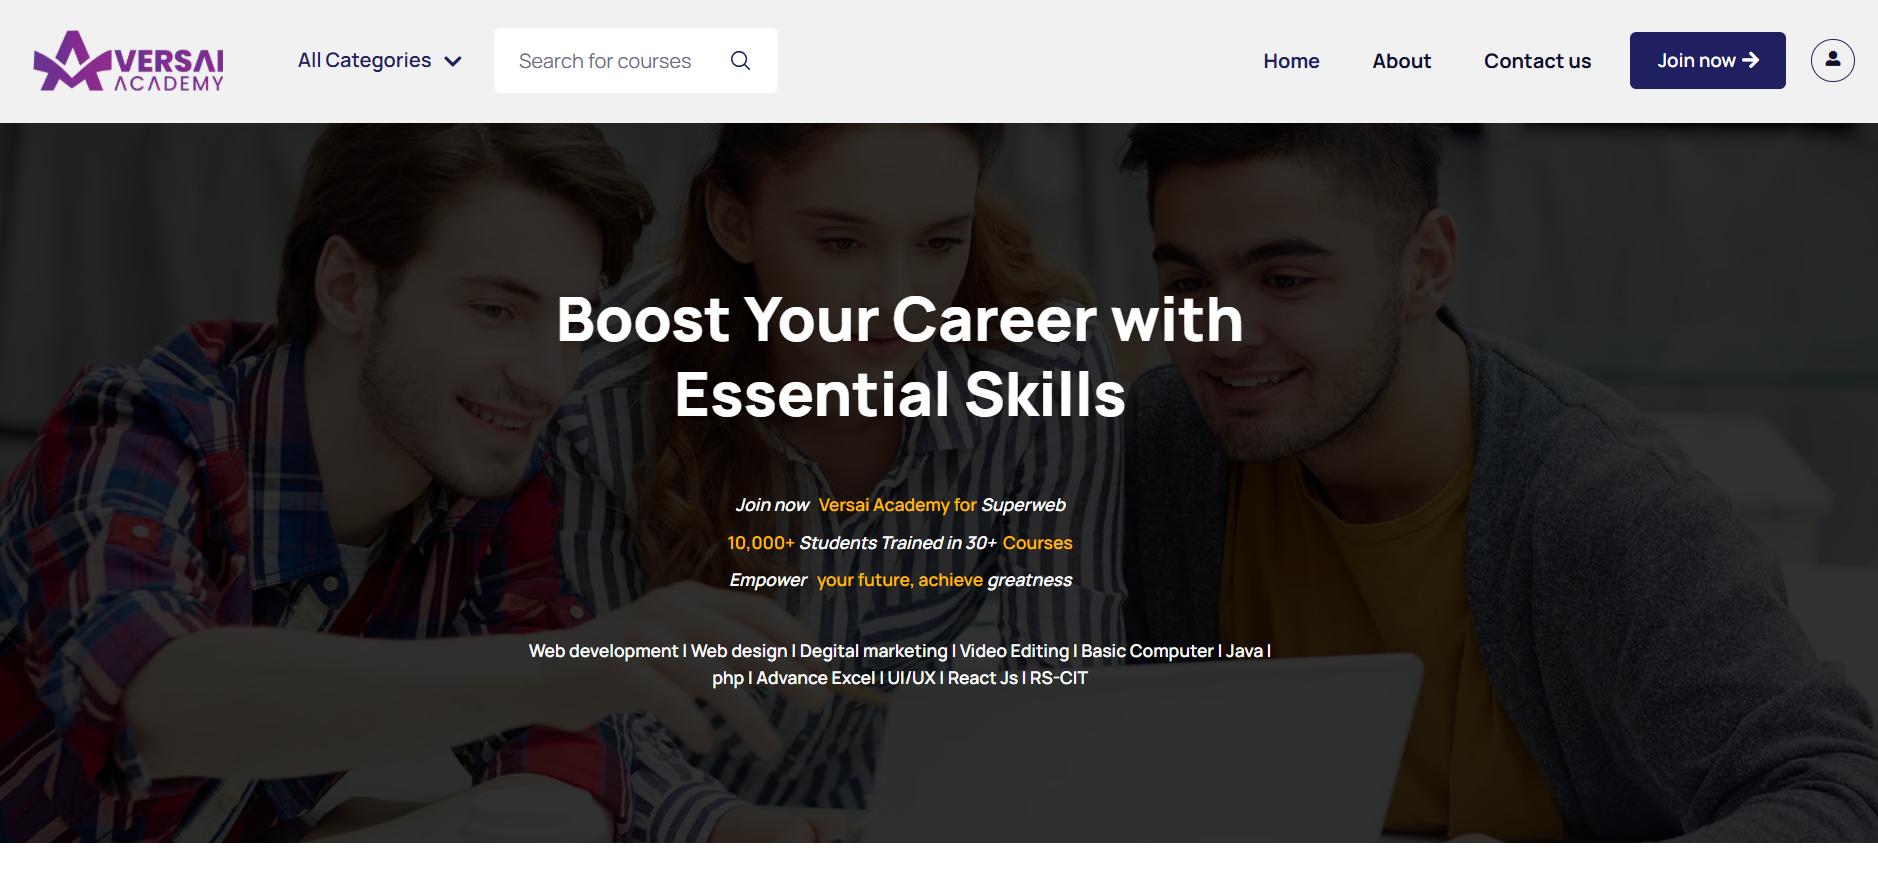 VERSAI
ACADEMY
All Categories
Search for courses
Home
About
Contact us
Join now
Boost Your Career with
Essential Skills
Join now Versai Academy for Superweb
10,000+ Students Trained in 30+ Courses
Empower your future, achieve greatness
Web development | Web design | Degital marketing | Video Editing | Basic Computer | Java |
php | Advance Excel | UI/UX | React Js | RS-CIT